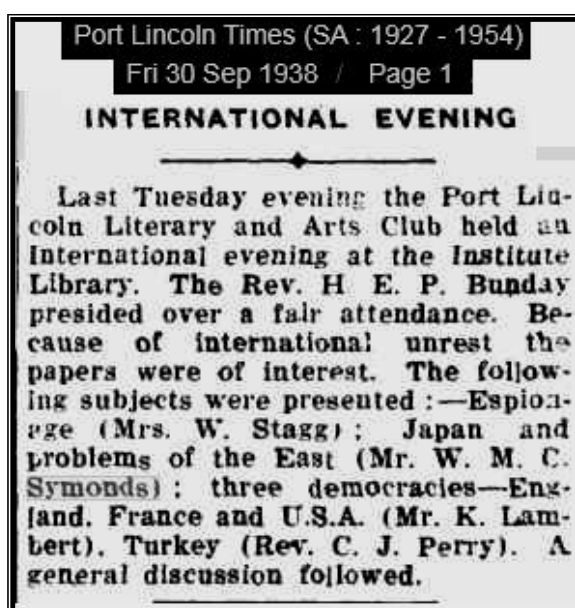 Port Lincoln Times (SA : 1927 - 1954)
Fri 30 Sep 1938 / Page 1
INTERNATIONAL EVENING
Last Tuesday evening the Port Lin-
coln Literary and Arts Club held an
International evening at the Institute
Library. The Rev. H E. P. Bunday
presided over a fair attendance. Be-
cause of international unrest the
papers were of interest. The follow-
ing subjects were presented :—Espion-
age (Mrs. W. Stagg) ; Japan and
problems of the East (Mr. W. M. C.
Symonds) ; three democracies—Eng-
land. France and U.S.A. (Mr. K. Lam-
bert). Turkey (Rev. C. J. Perry). A
general discussion followed.